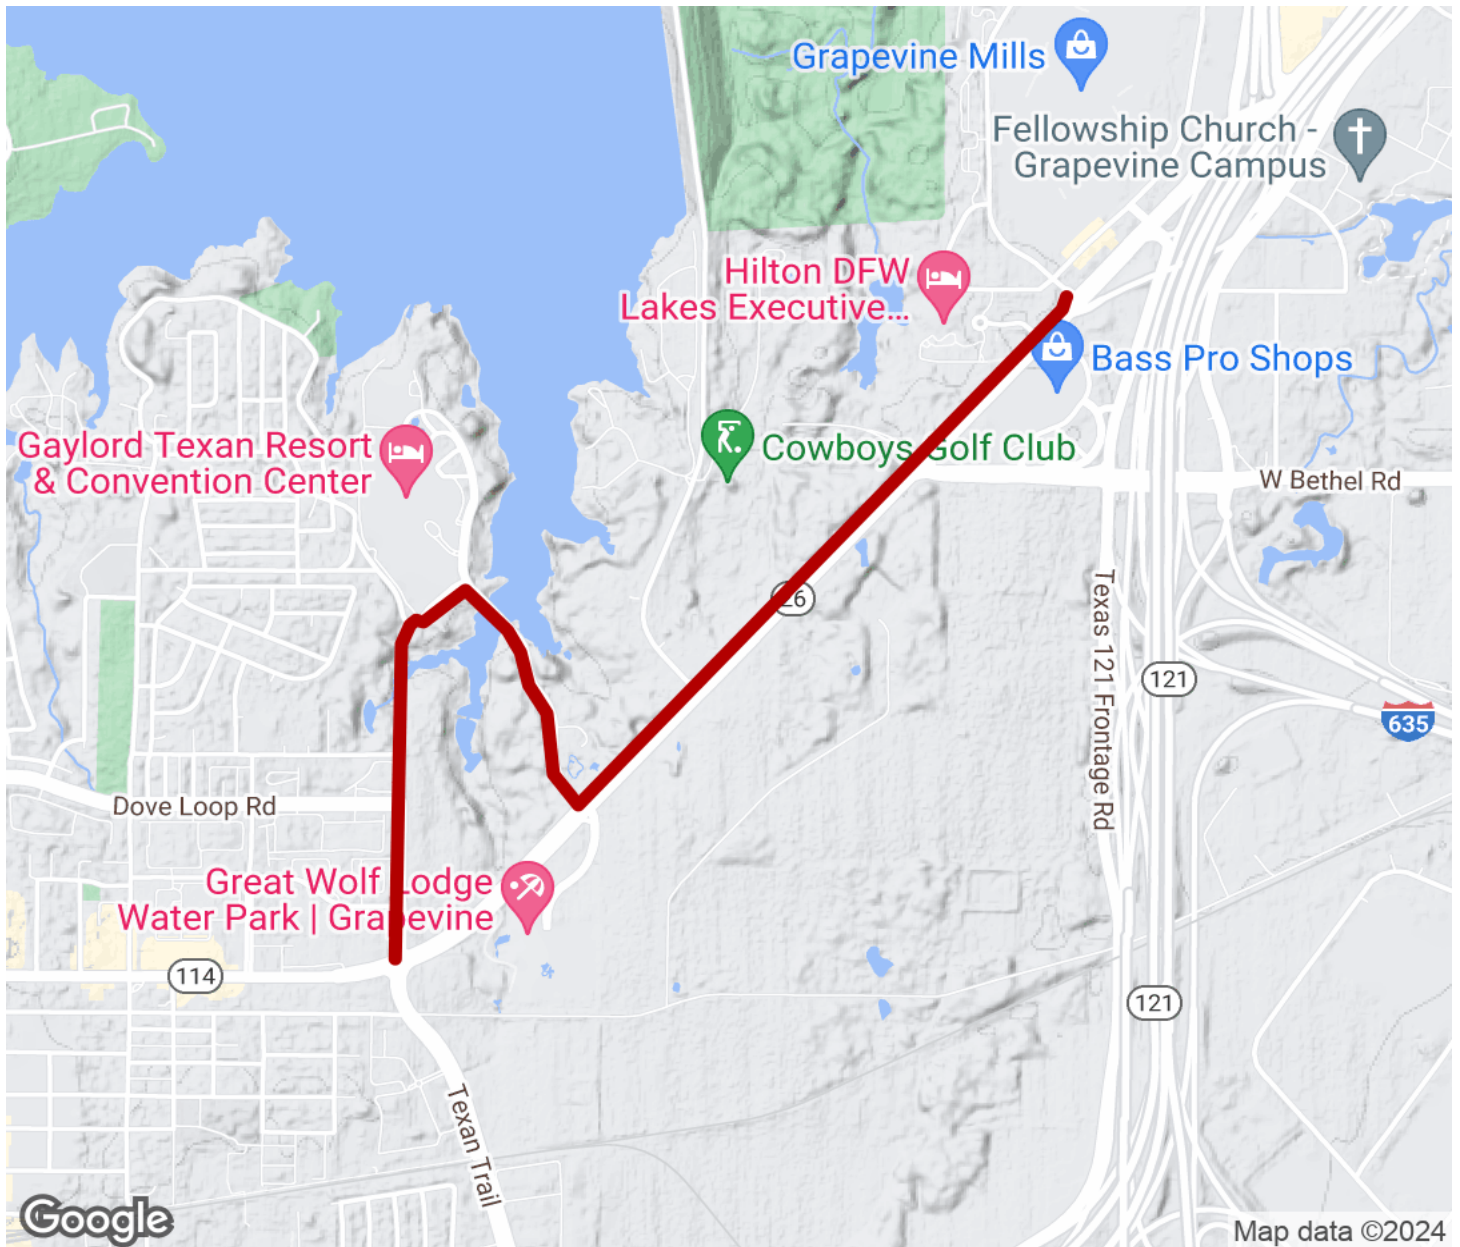 Grapevine Mills
Fellowship Church -
Grapevine Campus
Hilton DFW
Lakes Executive...
Bass Pro Shops
Gaylord Texan Resort
& Convention Center
Cowboys Golf Club
W Bethel Rd
26
Texas 121 Frontage Rd
121
635
Dove Loop Rd
Great Wolf Lodge
Water Park | Grapevine
114
121
Texan Trail
Google
Map data ©2024